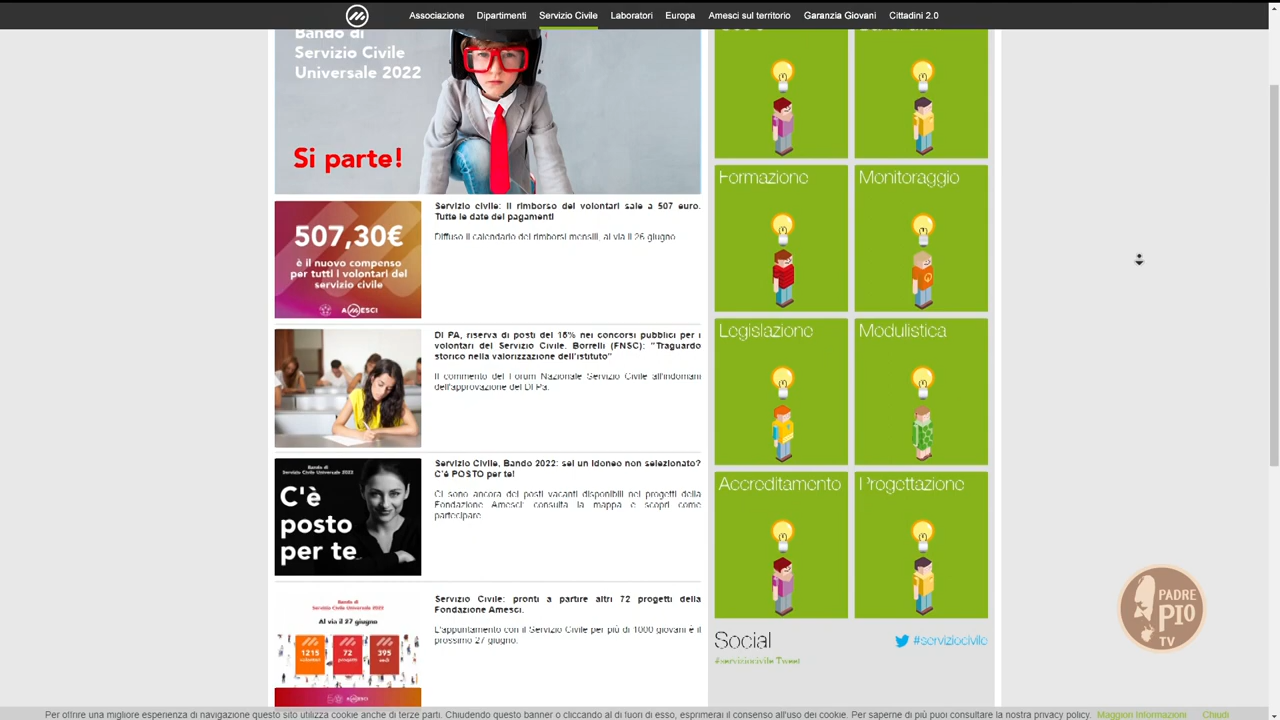 Associazione Dipartimenti Servizio Civile Laboratori Europa Amesci sul territorio Garanzia Giovani Cittadini 2.0
Bando di
Servizio Civile
Universale 2022
Si parte!
507,30€
è il nuovo compenso
per tutti i volontari del
servizio civile
AMESCI
Servizio civile: il rimborso dei volontari sale a 507 euro.
Tutte le date dei pagamenti
Diffuso il calendario dei rimborsi mensili, al via il 26 giugno
Dl PA, riserva di posti del 15% nei concorsi pubblici per i
volontari del Servizio Civile. Borrelli (FNSC): "Traguardo
storico nella valorizzazione dell'istituto"
Il commento del Forum Nazionale Servizio Civile all'indomani
dell'approvazione del Dl Pa.
Bando di
Servizio Civile Universale 2022
C'è
posto
per te
Servizio Civile, Bando 2022: sei un idoneo non selezionato?
C'è POSTO per te!
Ci sono ancora dei posti vacanti disponibili nei progetti della
Fondazione Amesci: consulta la mappa e scopri come
partecipare
Bando di
Servizio Civile Universale 2022
Al via il 27 giugno
1215
volontari
72
progetti
395
sedi
AMESCI
Servizio Civile: pronti a partire altri 72 progetti della
Fondazione Amesci.
L'appuntamento con il Servizio Civile per più di 1000 giovani è il
prossimo 27 giugno.
Formazione
Monitoraggio
Legislazione
Modulistica
Accreditamento
Progettazione
Social
#serviziocivile
#serviziocivile Tweet
PADRE
PIO
TV
Per offrire una migliore esperienza di navigazione questo sito utilizza cookie anche di terze parti. Chiudendo questo banner o cliccando al di fuori di esso, esprimerai il consenso all'uso dei cookie. Per saperne di più puoi consultare la nostra privacy policy. Maggiori Informazioni Chiudi